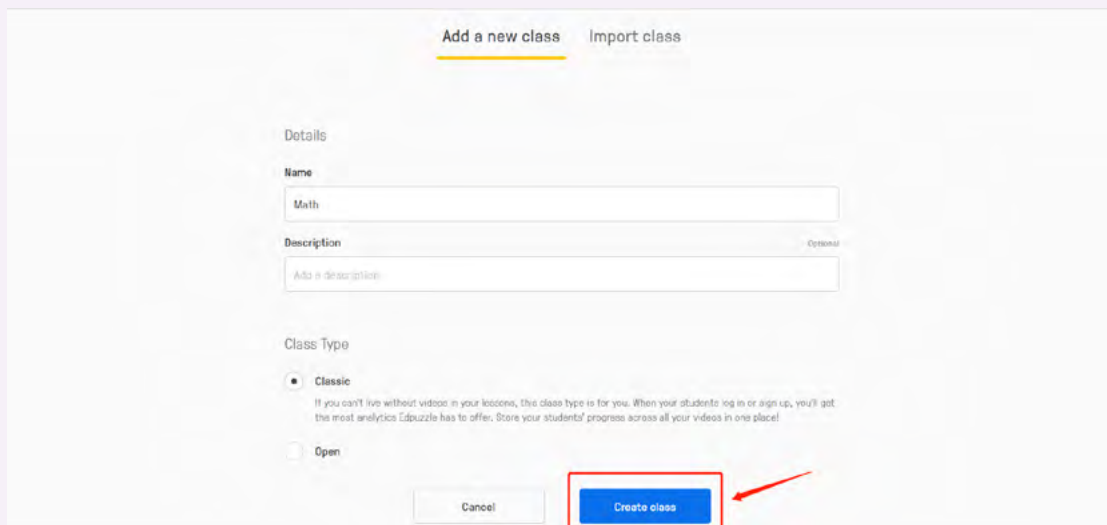 Add a new class Import class
Details
Name
Math
Description Optional
Add a description
Class Type
Classic
If you can't live without videos in your lessons, this class type is for you. When your students log in or sign up, you'll get
the most analytics Edpuzzle has to offer. Store your students' progress across all your videos in one place!
Open
Cancel Create class